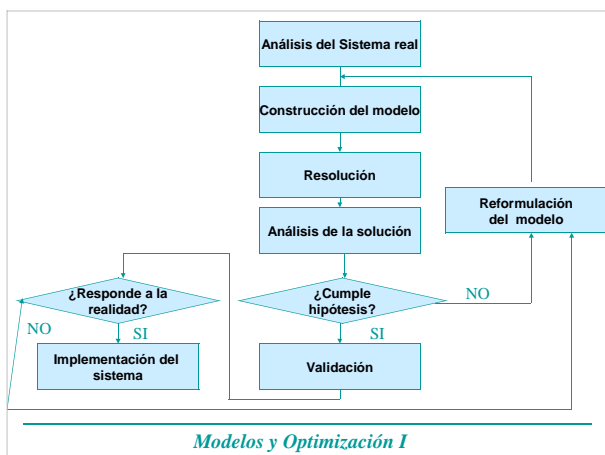 Análisis del Sistema real
Construcción del modelo
Resolución
Reformulación
del modelo
Análisis de la solución
¿Responde a la
realidad?
¿Cumple
hipótesis?
NO
NO
SI
SI
Implementación del
sistema
Validación
Modelos y Optimización I